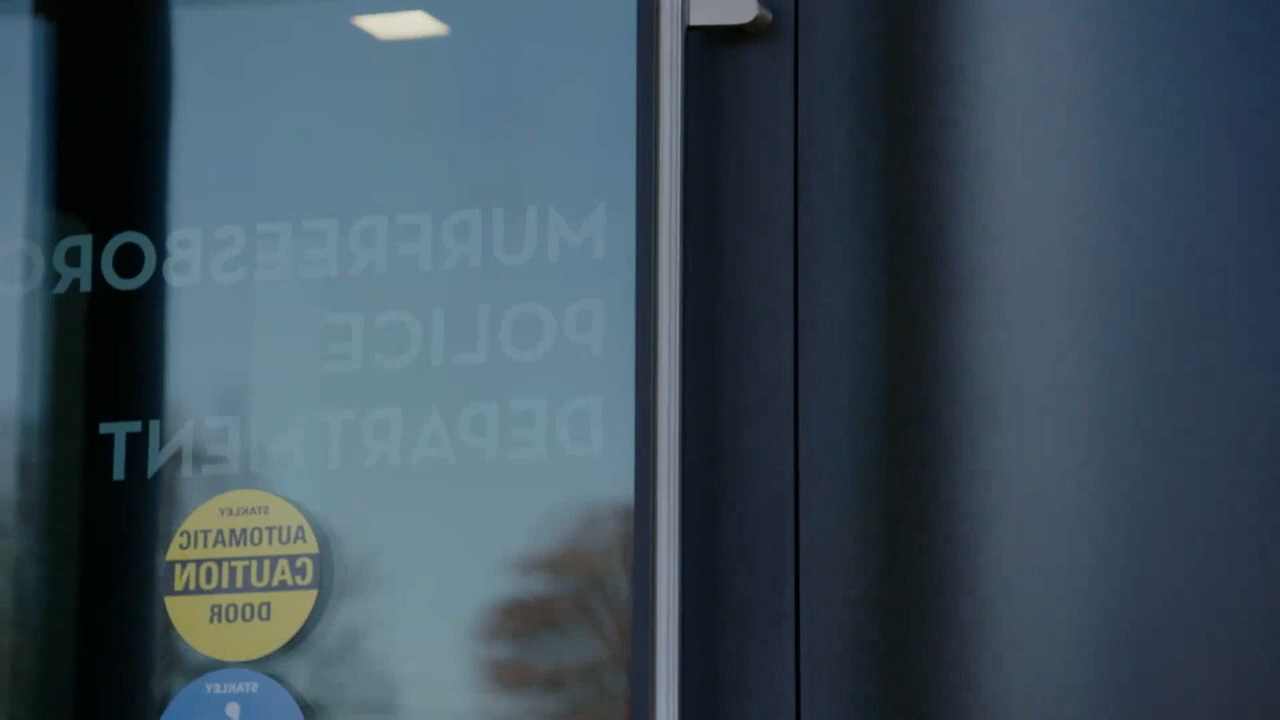 MURFREESBORO
POLICE
DEPARTMENT
STANLEY
AUTOMATIC
CAUTION
DOOR
STANLEY